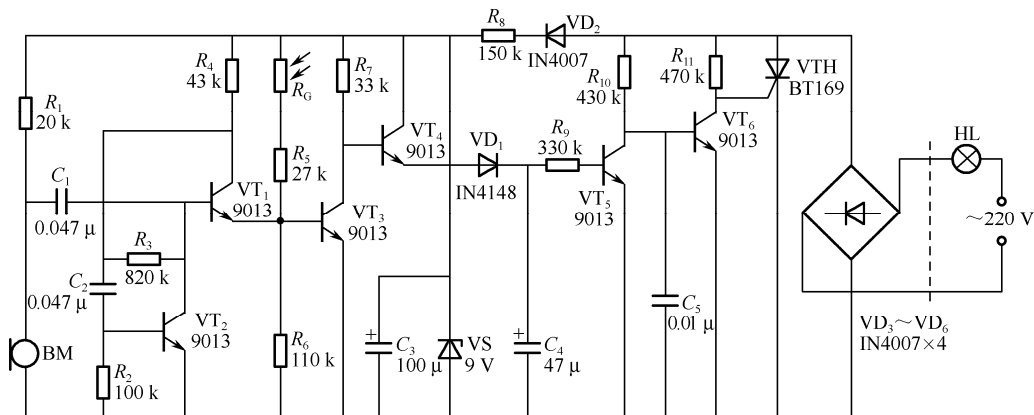 R₈
150 k
VD₂
IN4007
R₄
43 k
R_G
R₇
33 k
R₁₀
430 k
R₁₁
470 k
VTH
BT169
R₁
20 k
VT₄
9013
VD₁
IN4148
R₉
330 k
VT₆
9013
HL
R₅
27 k
C₁
0.047 μ
VT₁
9013
VT₃
9013
VT₅
9013
~220 V
R₃
820 k
C₂
0.047 μ
VT₂
9013
C₅
0.01 μ
BM
R₂
100 k
R₆
110 k
+
C₃
100 μ
VS
9 V
+
C₄
47 μ
VD₃~VD₆
IN4007×4